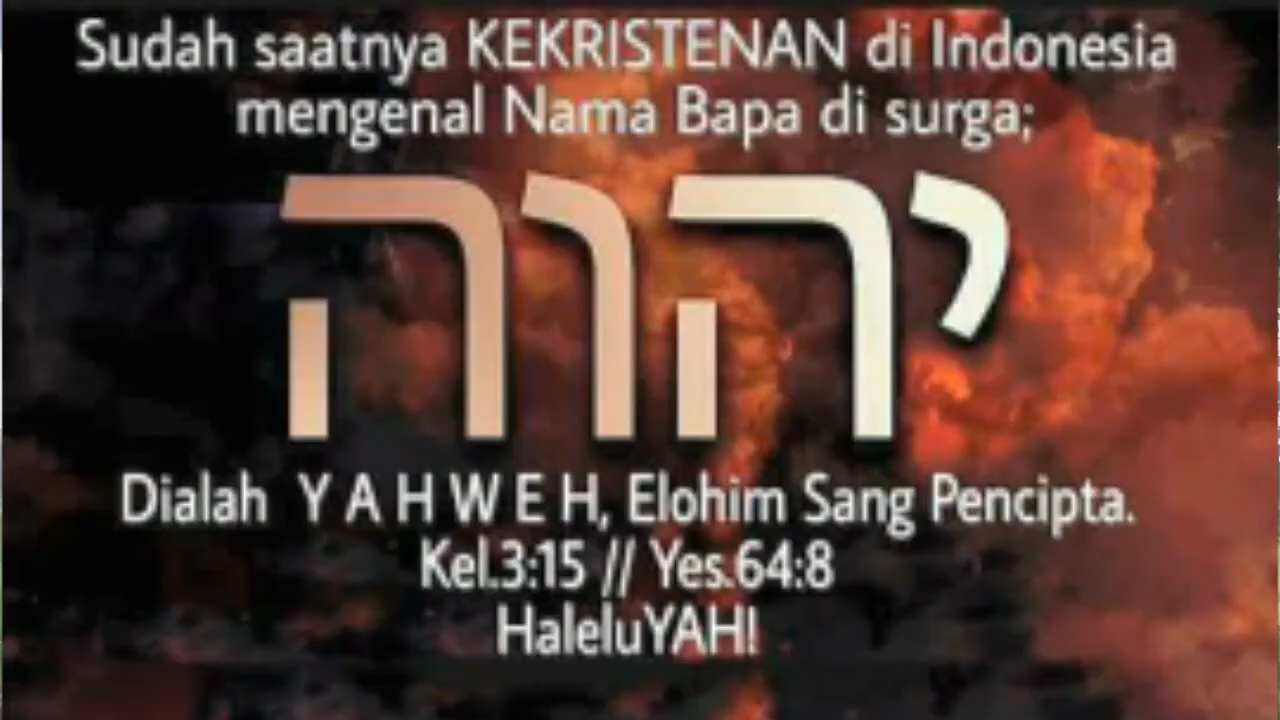 Sudah saatnya KEKRISTENAN di Indonesia
mengenal Nama Bapa di surga;
יהוה
Dialah Y A H W E H, Elohim Sang Pencipta.
Kel.3:15 // Yes.64:8
HaleluYAH!